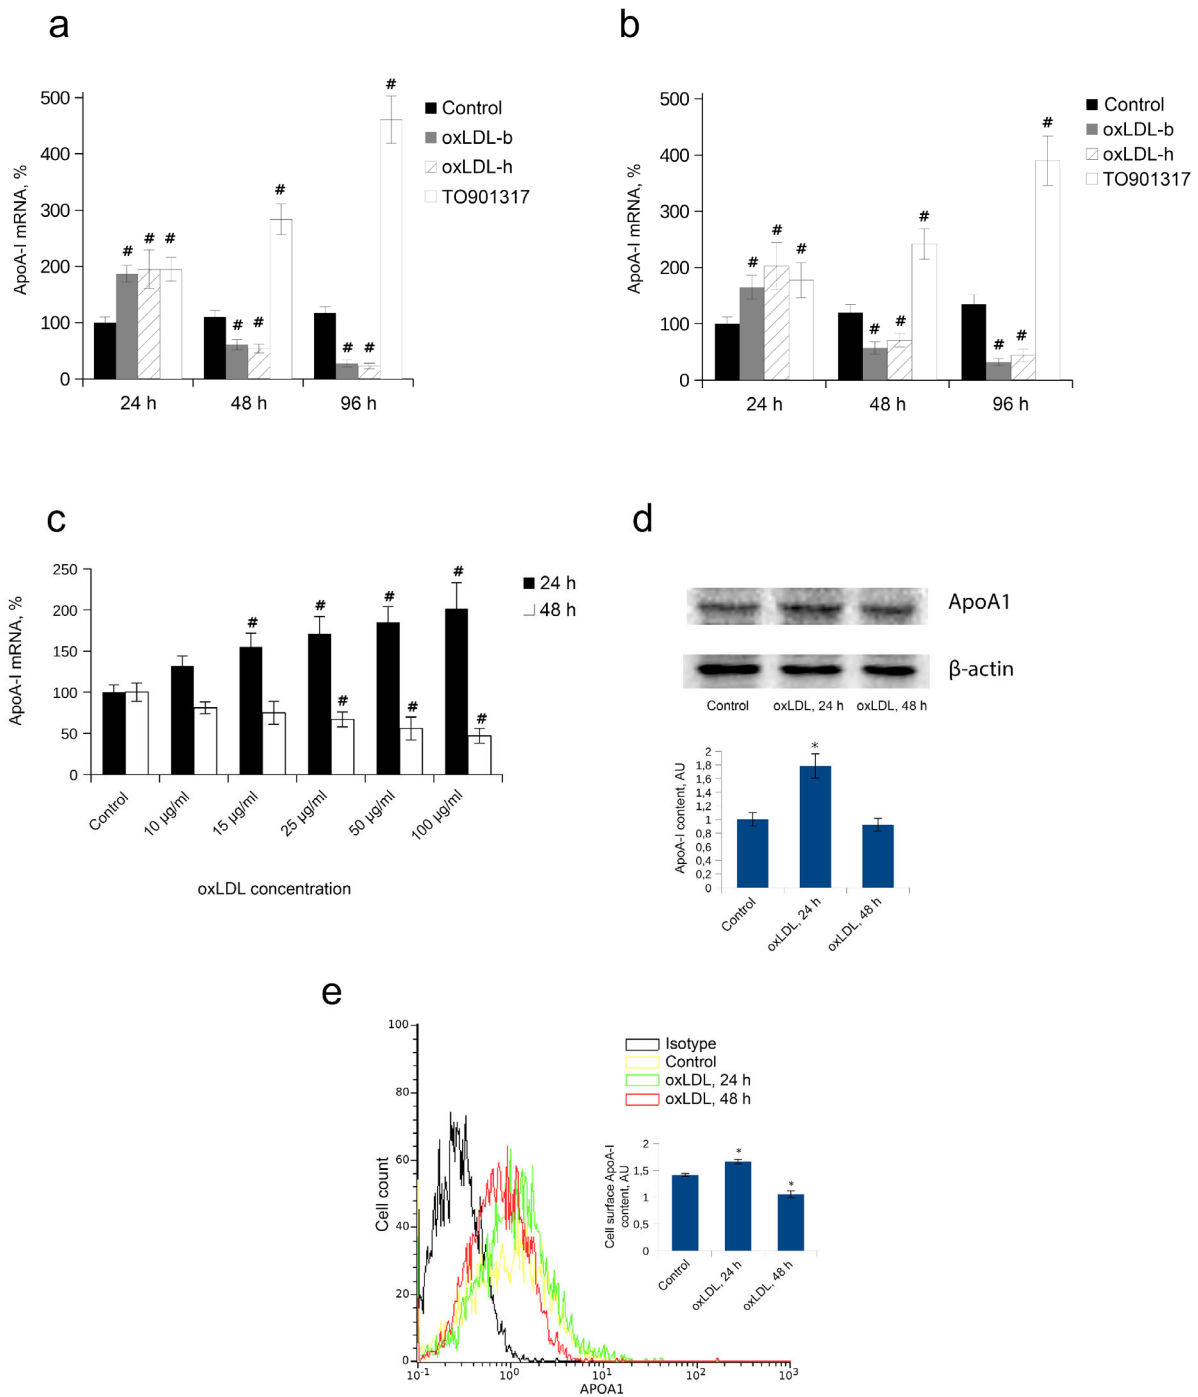 a
ApoA-I mRNA, %
500
400
300
200
100
0
#
#
#
#
#
#
#
#
#
24 h
48 h
96 h
Control
oxLDL-b
oxLDL-h
TO901317
b
ApoA-I mRNA, %
500
400
300
200
100
0
#
#
#
#
#
#
#
#
#
24 h
48 h
96 h
Control
oxLDL-b
oxLDL-h
TO901317
c
ApoA-I mRNA, %
250
200
150
100
50
0
#
#
#
#
#
#
#
24 h
48 h
Control
10 µg/ml
15 µg/ml
25 µg/ml
50 µg/ml
100 µg/ml
oxLDL concentration
d
ApoA1
β-actin
Control
oxLDL, 24 h
oxLDL, 48 h
ApoA-I content, AU
2
1,8
1,6
1,4
1,2
1
0,8
0,6
0,4
0,2
0
*
Control
oxLDL, 24 h
oxLDL, 48 h
e
Cell count
100
80
60
40
20
0
10-1
100
101
102
103
APOA1
Isotype
Control
oxLDL, 24 h
oxLDL, 48 h
Cell surface ApoA-I
content, AU
2
1,5
1
0,5
0
*
*
Control
oxLDL, 24 h
oxLDL, 48 h